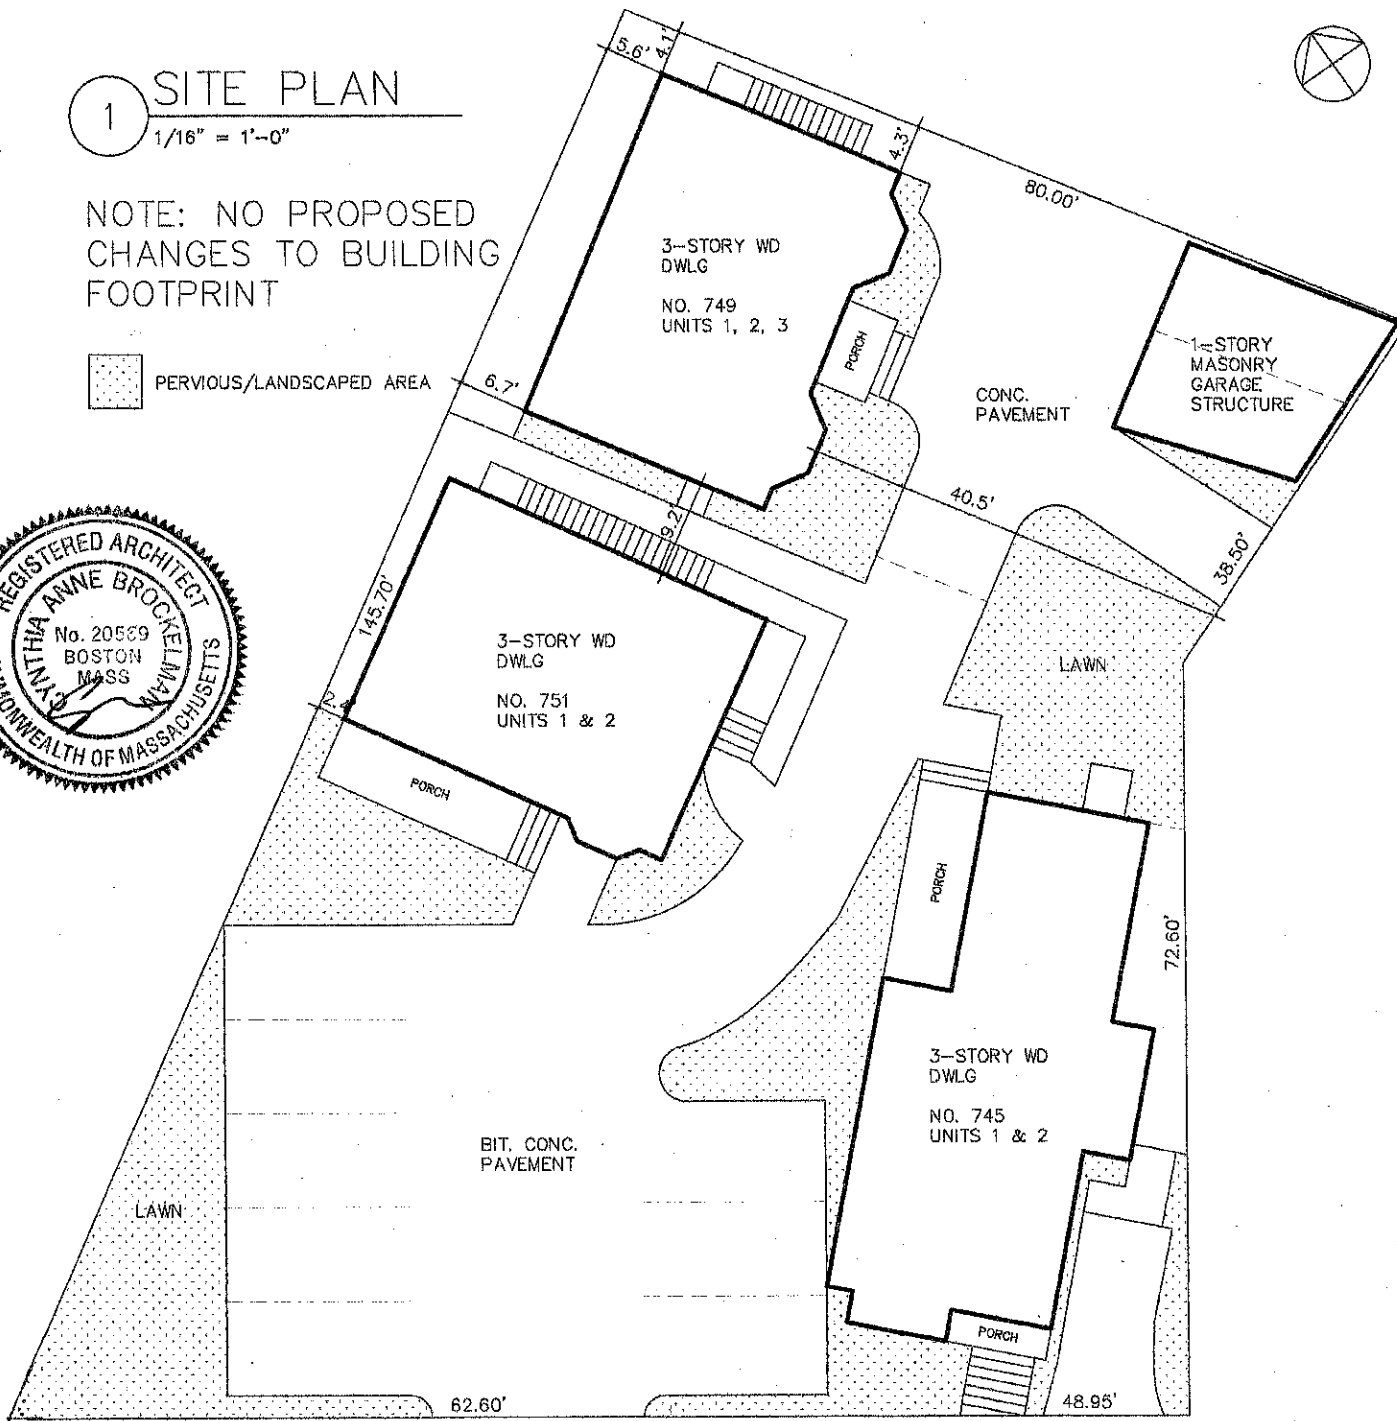 1
SITE PLAN
1/16" = 1'-0"
NOTE: NO PROPOSED
CHANGES TO BUILDING
FOOTPRINT
PERVIOUS/LANDSCAPED AREA
5.6'
4.1'
4.3'
80.00'
3-STORY WD
DWLG
NO. 749
UNITS 1, 2, 3
PORCH
1-STORY
MASONRY
GARAGE
STRUCTURE
CONC.
PAVEMENT
6.7'
40.5'
9.2'
38.50'
145.70'
REGISTERED ARCHITECT
CYNTHIA ANNE BROCKELMAN
No. 20569
BOSTON
MASS
COMMONWEALTH OF MASSACHUSETTS
3-STORY WD
DWLG
NO. 751
UNITS 1 & 2
LAWN
PORCH
PORCH
72.60'
3-STORY WD
DWLG
NO. 745
UNITS 1 & 2
BIT. CONC.
PAVEMENT
LAWN
PORCH
62.60'
48.95'